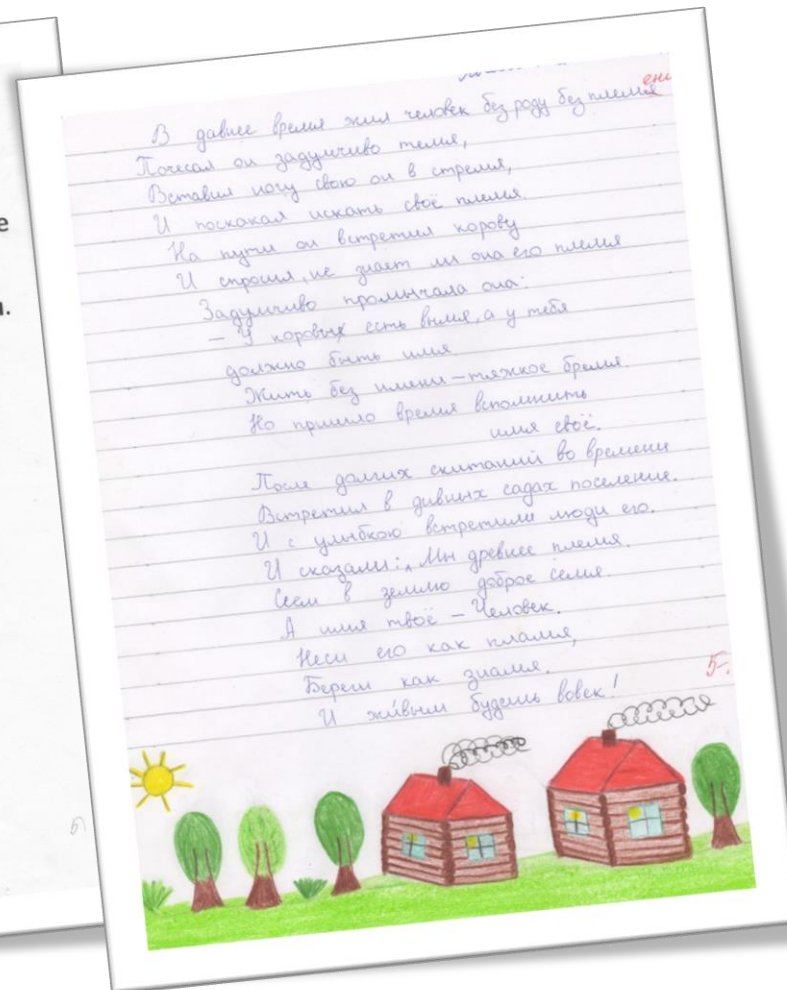 В давнее время жил человек без роду без племя
ени
Почесал он задумчиво темя,
Вставил ногу свою он в стремя,
И поскакал искать своё племя.
На пути он встретил корову
И спросил, не знает ли она его племя
Задумчиво промычала она:
– У коровы есть вымя, а у тебя
должно быть имя
Жить без имени – тяжкое бремя.
Но пришло время вспомнить
имя своё.
После долгих скитаний во времени
Встретил в дивных садах поселение.
И с улыбкою встретили люди его.
И сказали: „Мы древнее племя.
Сеем в землю доброе семя.
А имя твоё – Человек.
Неси его как пламя,
Береги как знамя.
И живым будешь вовек!
5-.
е
.
5